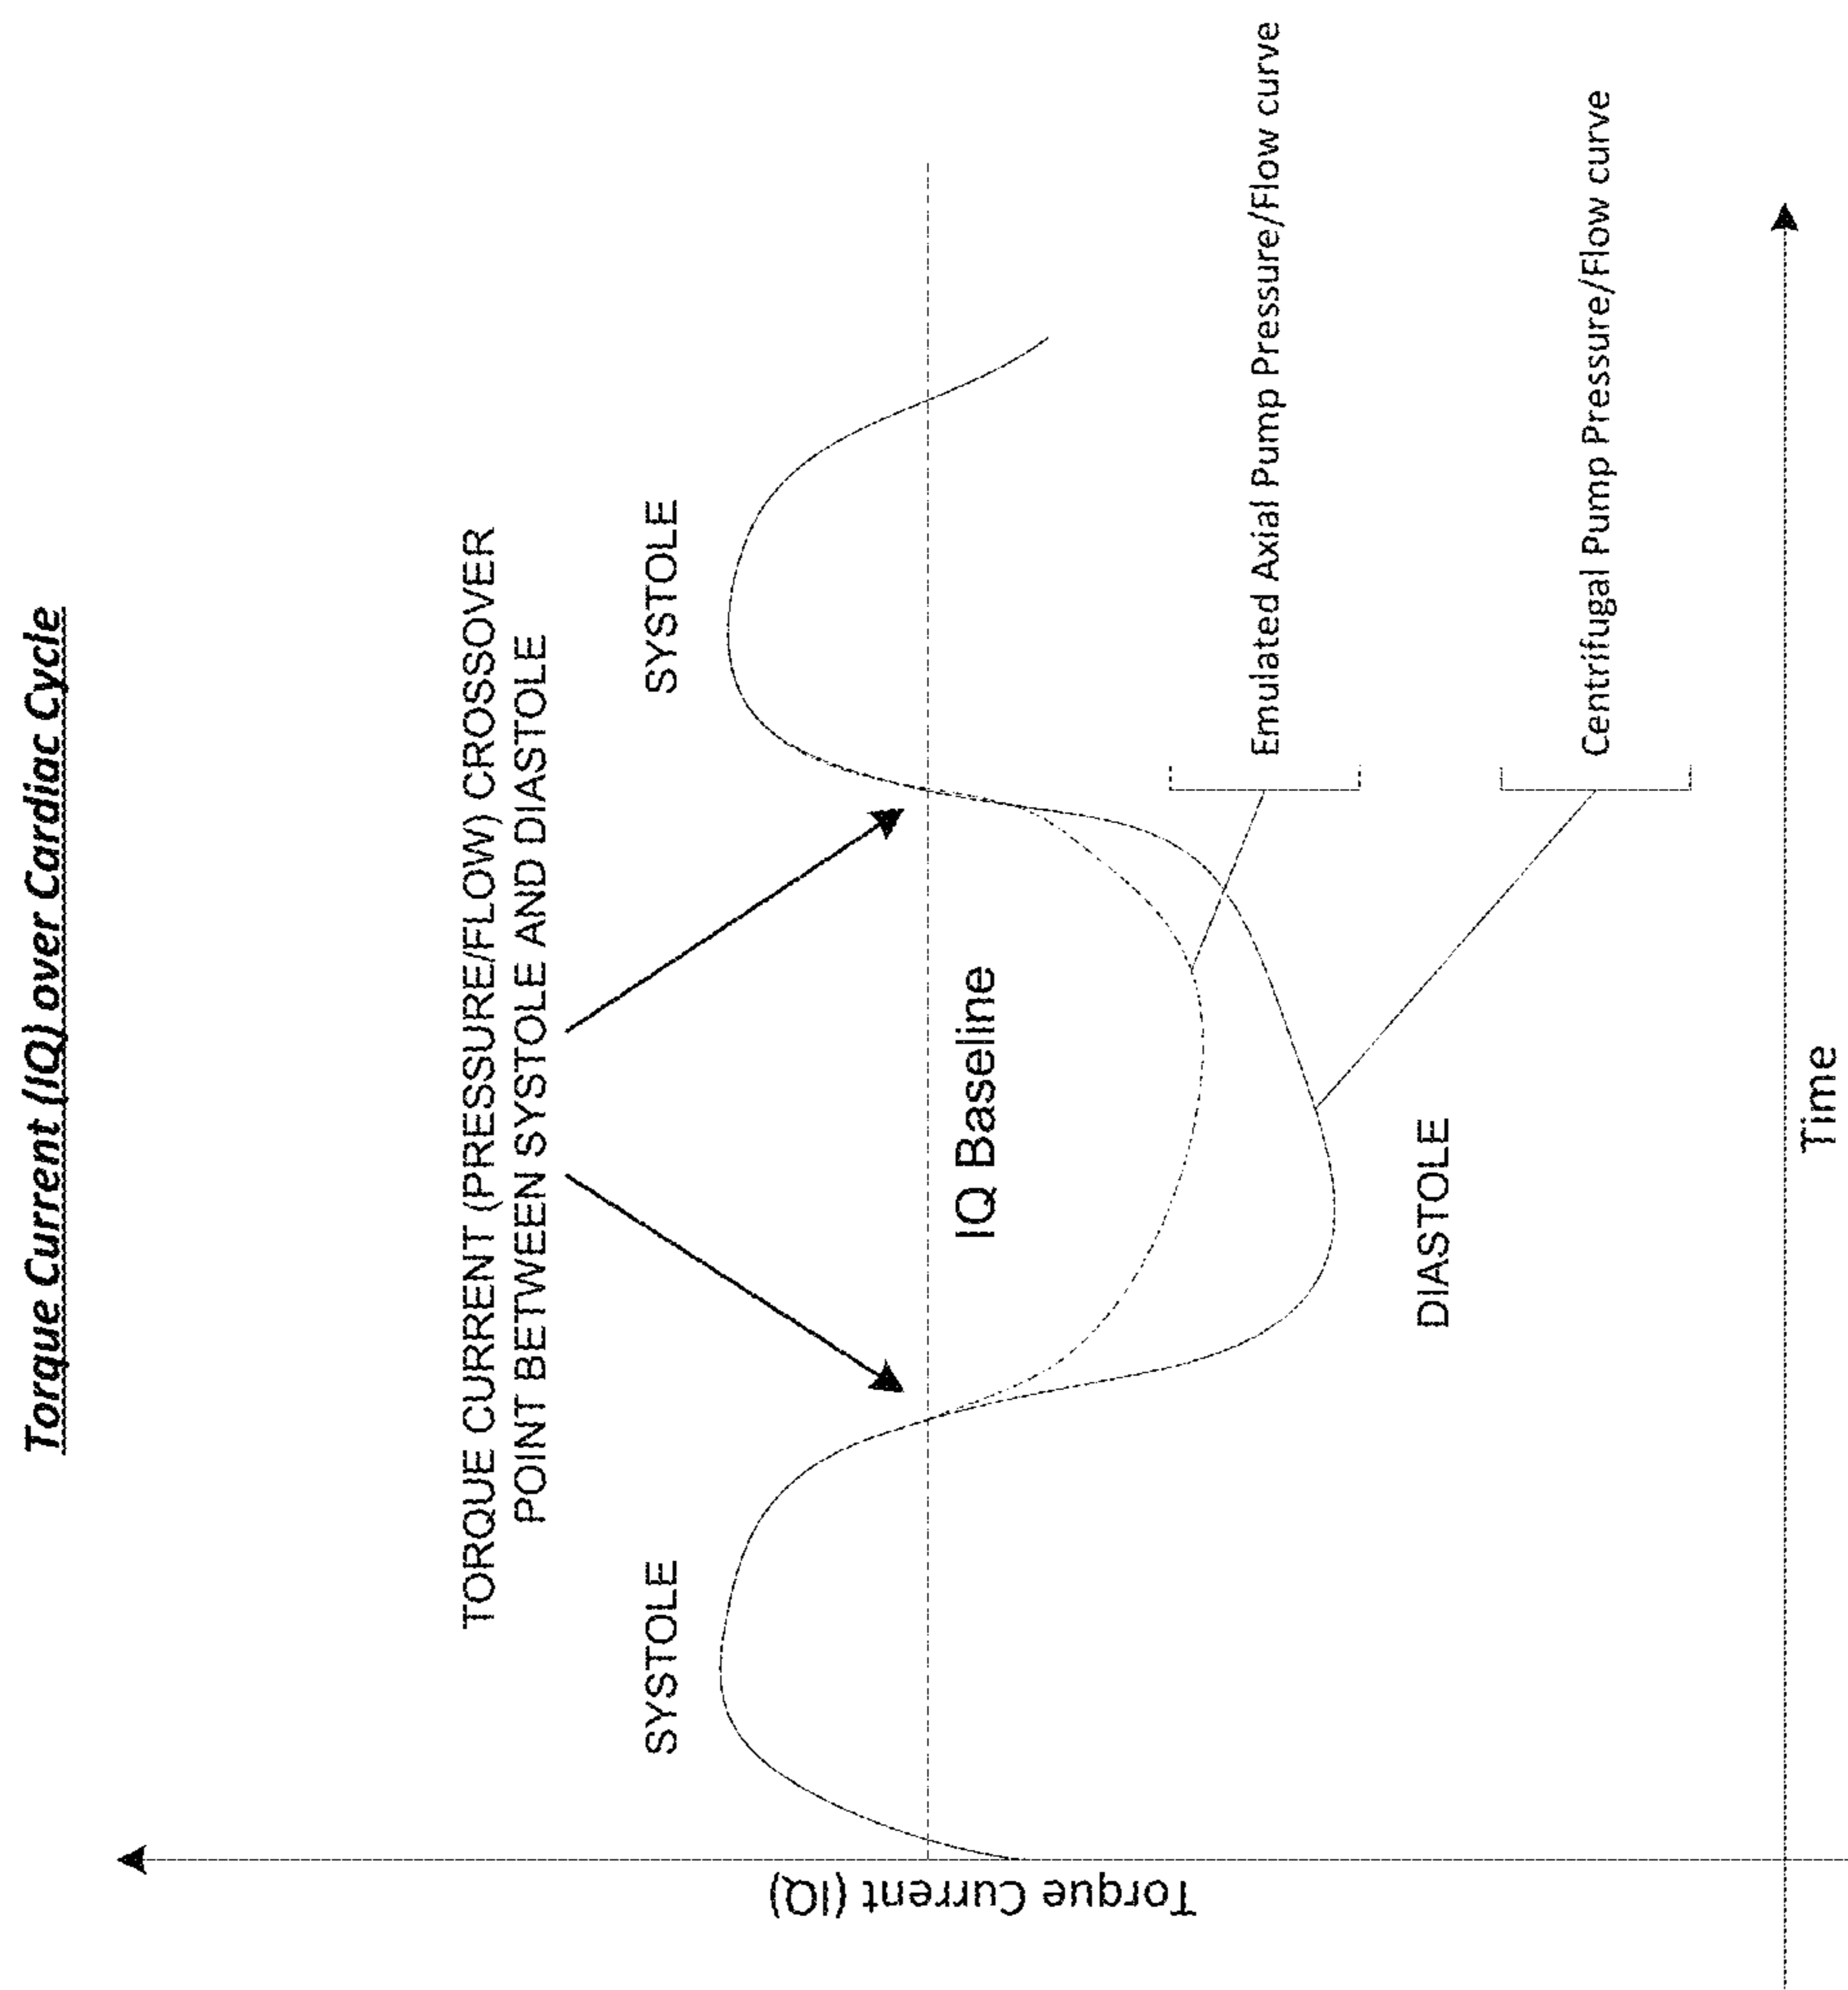 Torque Current (IQ) over Cardiac Cycle
TORQUE CURRENT (PRESSURE/FLOW) CROSSOVER
POINT BETWEEN SYSTOLE AND DIASTOLE
SYSTOLE
SYSTOLE
Torque Current (IQ)
IQ Baseline
Emulated Axial Pump Pressure/Flow curve
DIASTOLE
Centrifugal Pump Pressure/Flow curve
Time